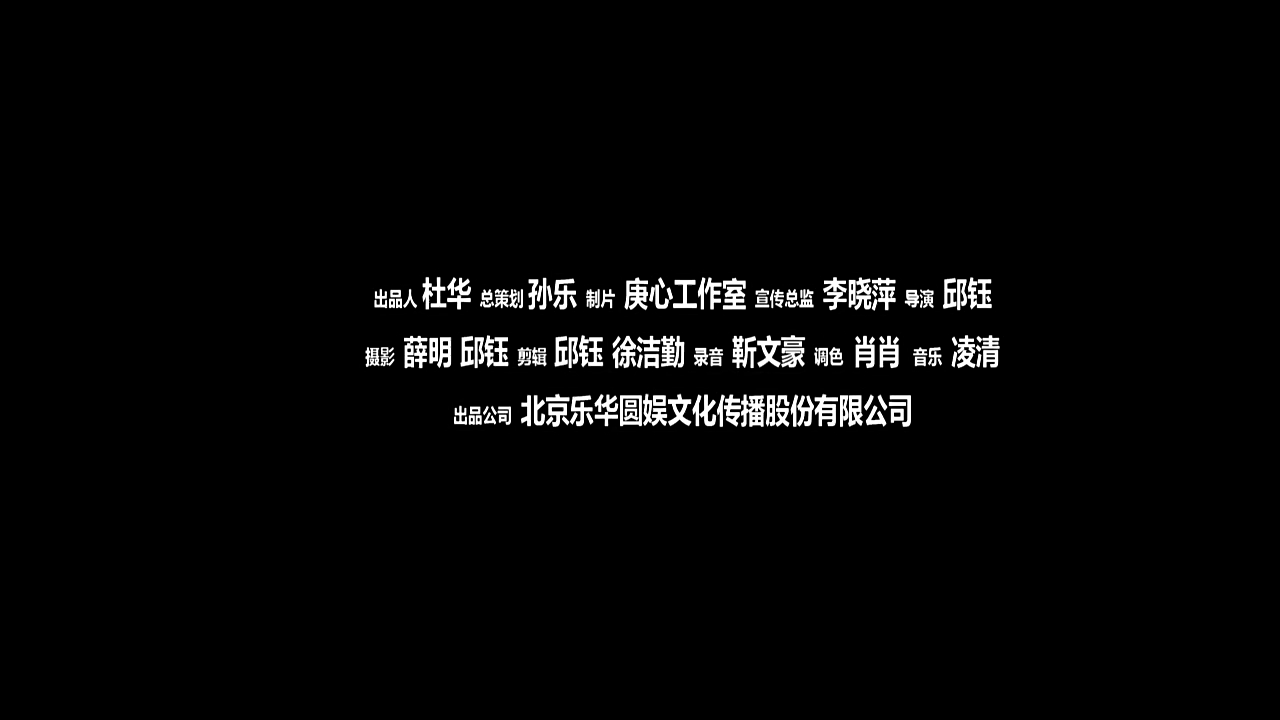 出品人 杜华 总策划 孙乐 制片 庚心工作室 宣传总监 李晓萍 导演 邱钰
摄影 薛明 邱钰 剪辑 邱钰 徐洁勤 录音 靳文豪 调色 肖肖 音乐 凌清
出品公司 北京乐华圆娱文化传播股份有限公司